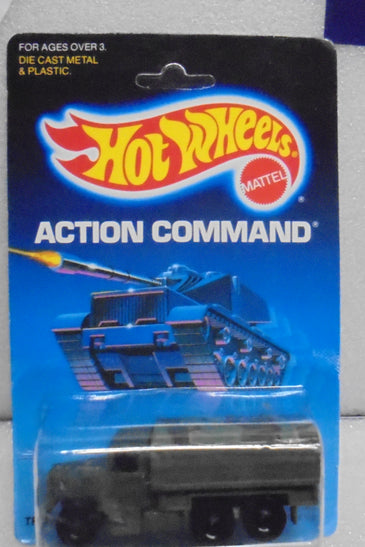 FOR AGES OVER 3.
DIE CAST METAL
& PLASTIC.
HOT WHEELS®
MATTEL®
ACTION COMMAND®